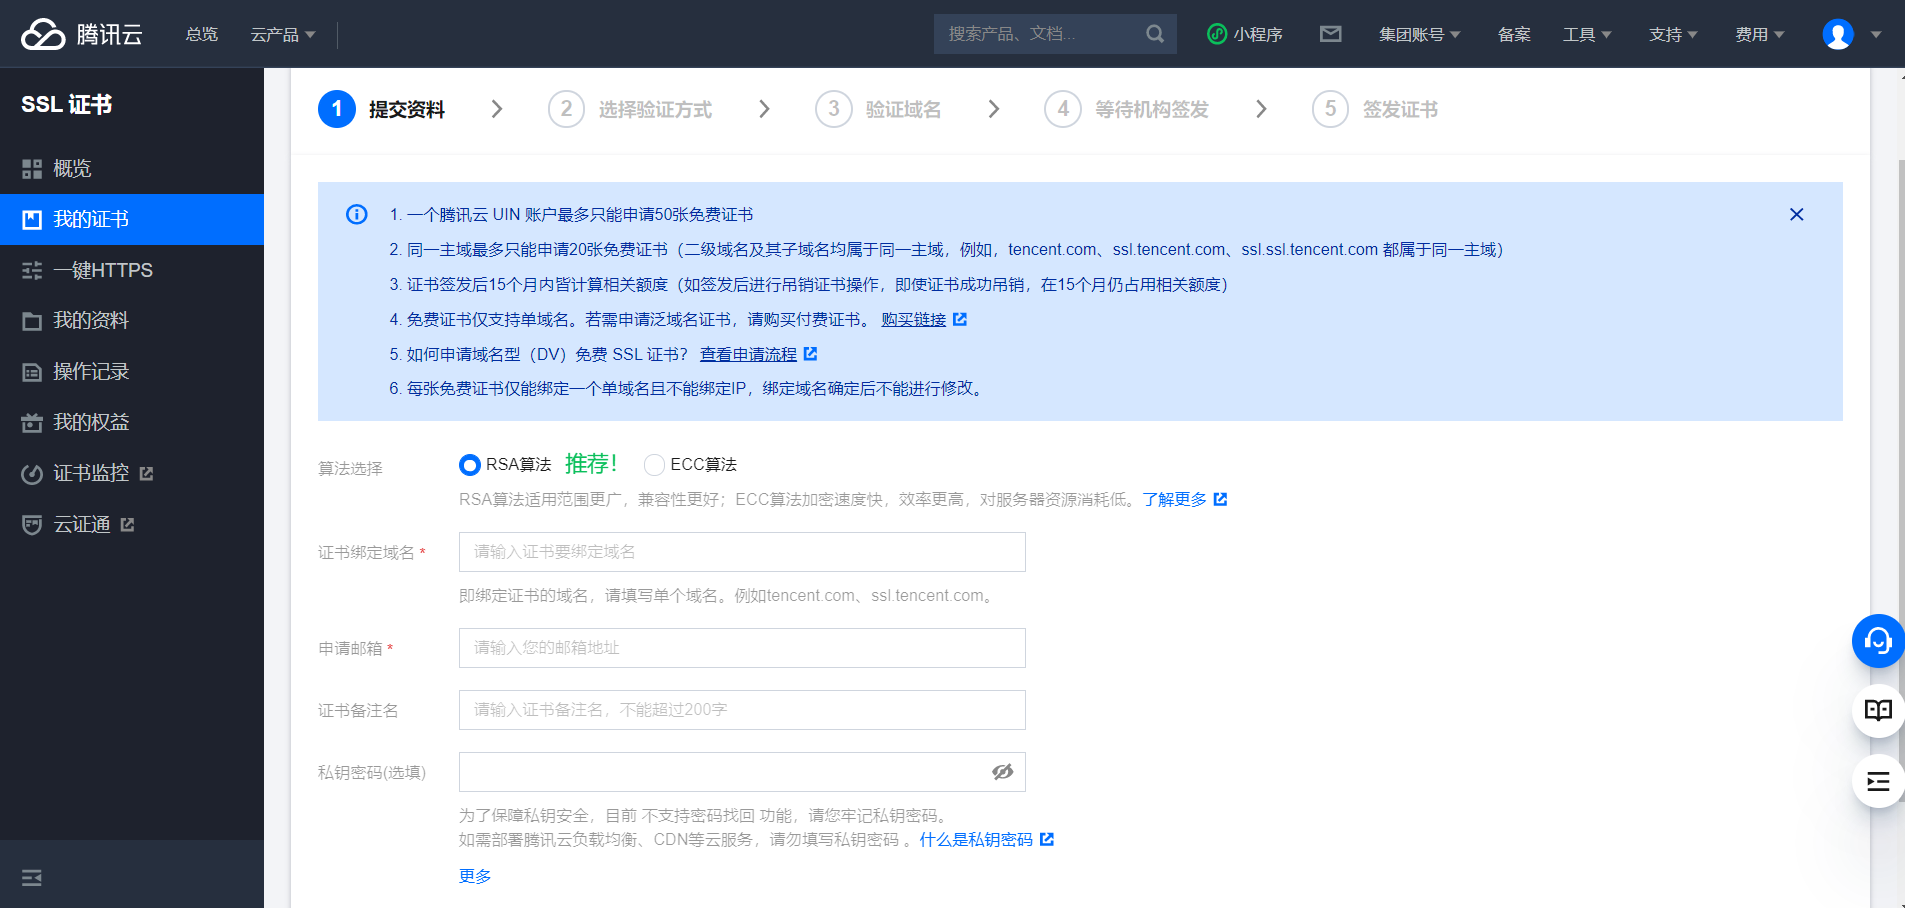 腾讯云
总览
云产品
搜索产品、文档...
小程序
集团账号
备案
工具
支持
费用
SSL 证书
概览
我的证书
一键HTTPS
我的资料
操作记录
我的权益
证书监控
云证通
1 提交资料
2 选择验证方式
3 验证域名
4 等待机构签发
5 签发证书
1. 一个腾讯云 UIN 账户最多只能申请50张免费证书
2. 同一主域最多只能申请20张免费证书（二级域名及其子域名均属于同一主域，例如，tencent.com、ssl.tencent.com、ssl.ssl.tencent.com 都属于同一主域）
3. 证书签发后15个月内皆计算相关额度（如签发后进行吊销证书操作，即使证书成功吊销，在15个月仍占用相关额度）
4. 免费证书仅支持单域名。若需申请泛域名证书，请购买付费证书。 购买链接
5. 如何申请域名型（DV）免费 SSL 证书？ 查看申请流程
6. 每张免费证书仅能绑定一个单域名且不能绑定IP，绑定域名确定后不能进行修改。
算法选择
RSA算法 推荐！ ECC算法
RSA算法适用范围更广，兼容性更好；ECC算法加密速度快，效率更高，对服务器资源消耗低。了解更多
证书绑定域名 *
请输入证书要绑定域名
即绑定证书的域名，请填写单个域名。例如tencent.com、ssl.tencent.com。
申请邮箱 *
请输入您的邮箱地址
证书备注名
请输入证书备注名，不能超过200字
私钥密码(选填)
为了保障私钥安全，目前 不支持密码找回 功能，请您牢记私钥密码。
如需部署腾讯云负载均衡、CDN等云服务，请勿填写私钥密码 。什么是私钥密码
更多